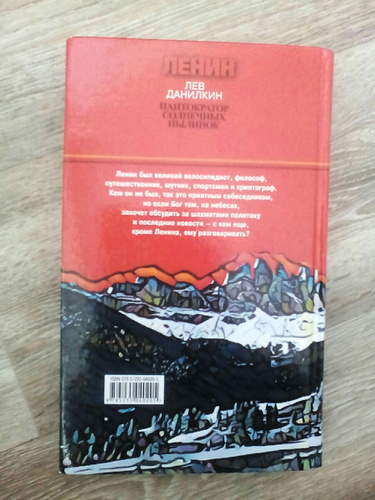 ЛЕНИН
ЛЕВ
ДАНИЛКИН
ПАНТОКРАТОР
СОЛНЕЧНЫХ
ПЫЛИНОК
Ленин был великий велосипедист, философ,
путешественник, шутник, спортсмен и криптограф.
Кем он не был, так это приятным собеседником,
но если Бог там, на небесах,
захочет обсудить за шахматами политику
и последние новости – с кем еще,
кроме Ленина, ему разговаривать?